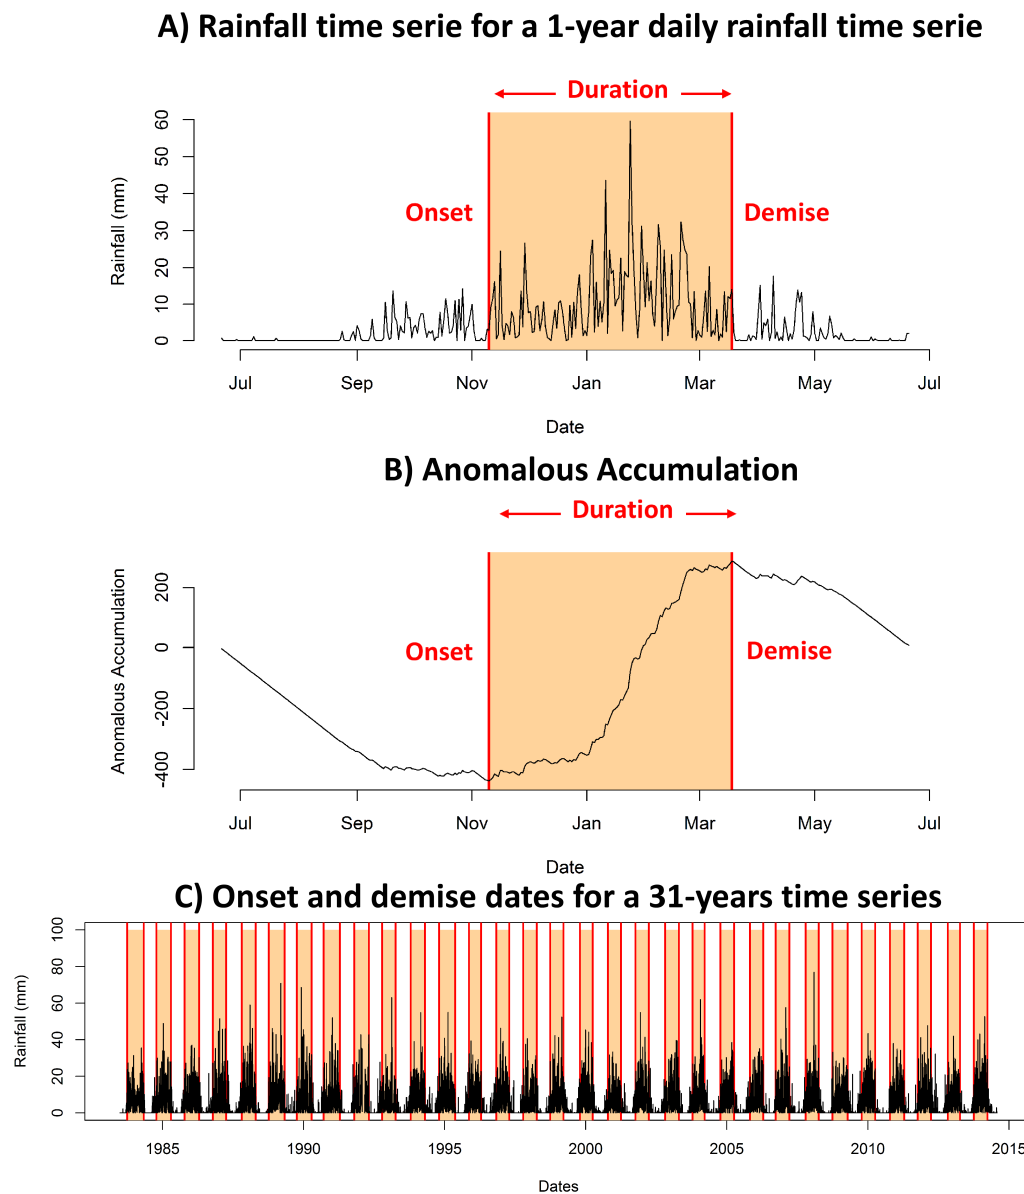 A) Rainfall time serie for a 1-year daily rainfall time serie
Duration
60
50
40
30
20
10
0
Rainfall (mm)
Onset
Demise
Jul
Sep
Nov
Jan
Mar
May
Jul
Date
B) Anomalous Accumulation
Duration
200
0
-200
-400
Anomalous Accumulation
Onset
Demise
Jul
Sep
Nov
Jan
Mar
May
Jul
Date
C) Onset and demise dates for a 31-years time series
100
80
60
40
20
0
Rainfall (mm)
1985
1990
1995
2000
2005
2010
2015
Dates